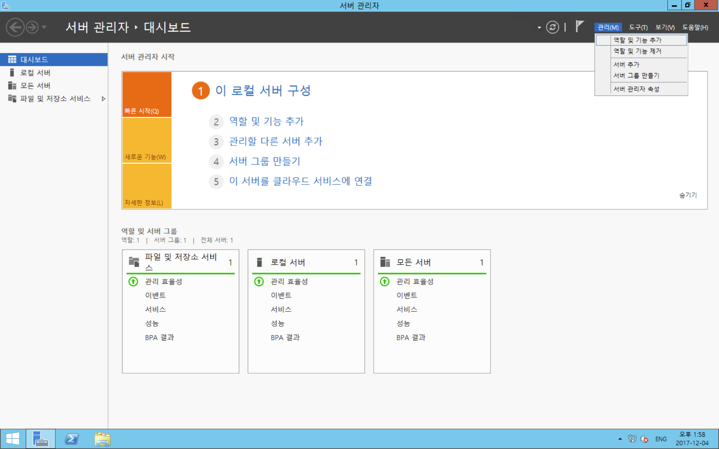 서버 관리자
서버 관리자 · 대시보드
관리(M) 도구(T) 보기(V) 도움말(H)
역할 및 기능 추가
역할 및 기능 제거
서버 추가
서버 그룹 만들기
서버 관리자 속성
대시보드
로컬 서버
모든 서버
파일 및 저장소 서비스
서버 관리자 시작
빠른 시작(Q)
새로운 기능(W)
자세한 정보(L)
1 이 로컬 서버 구성
2 역할 및 기능 추가
3 관리할 다른 서버 추가
4 서버 그룹 만들기
5 이 서버를 클라우드 서비스에 연결
숨기기
역할 및 서버 그룹
역할: 1 | 서버 그룹: 1 | 전체 서버: 1
파일 및 저장소 서비
스
1
관리 효율성
이벤트
서비스
성능
BPA 결과
로컬 서버 1
관리 효율성
이벤트
서비스
성능
BPA 결과
모든 서버 1
관리 효율성
이벤트
서비스
성능
BPA 결과
ENG
오후 1:58
2017-12-04